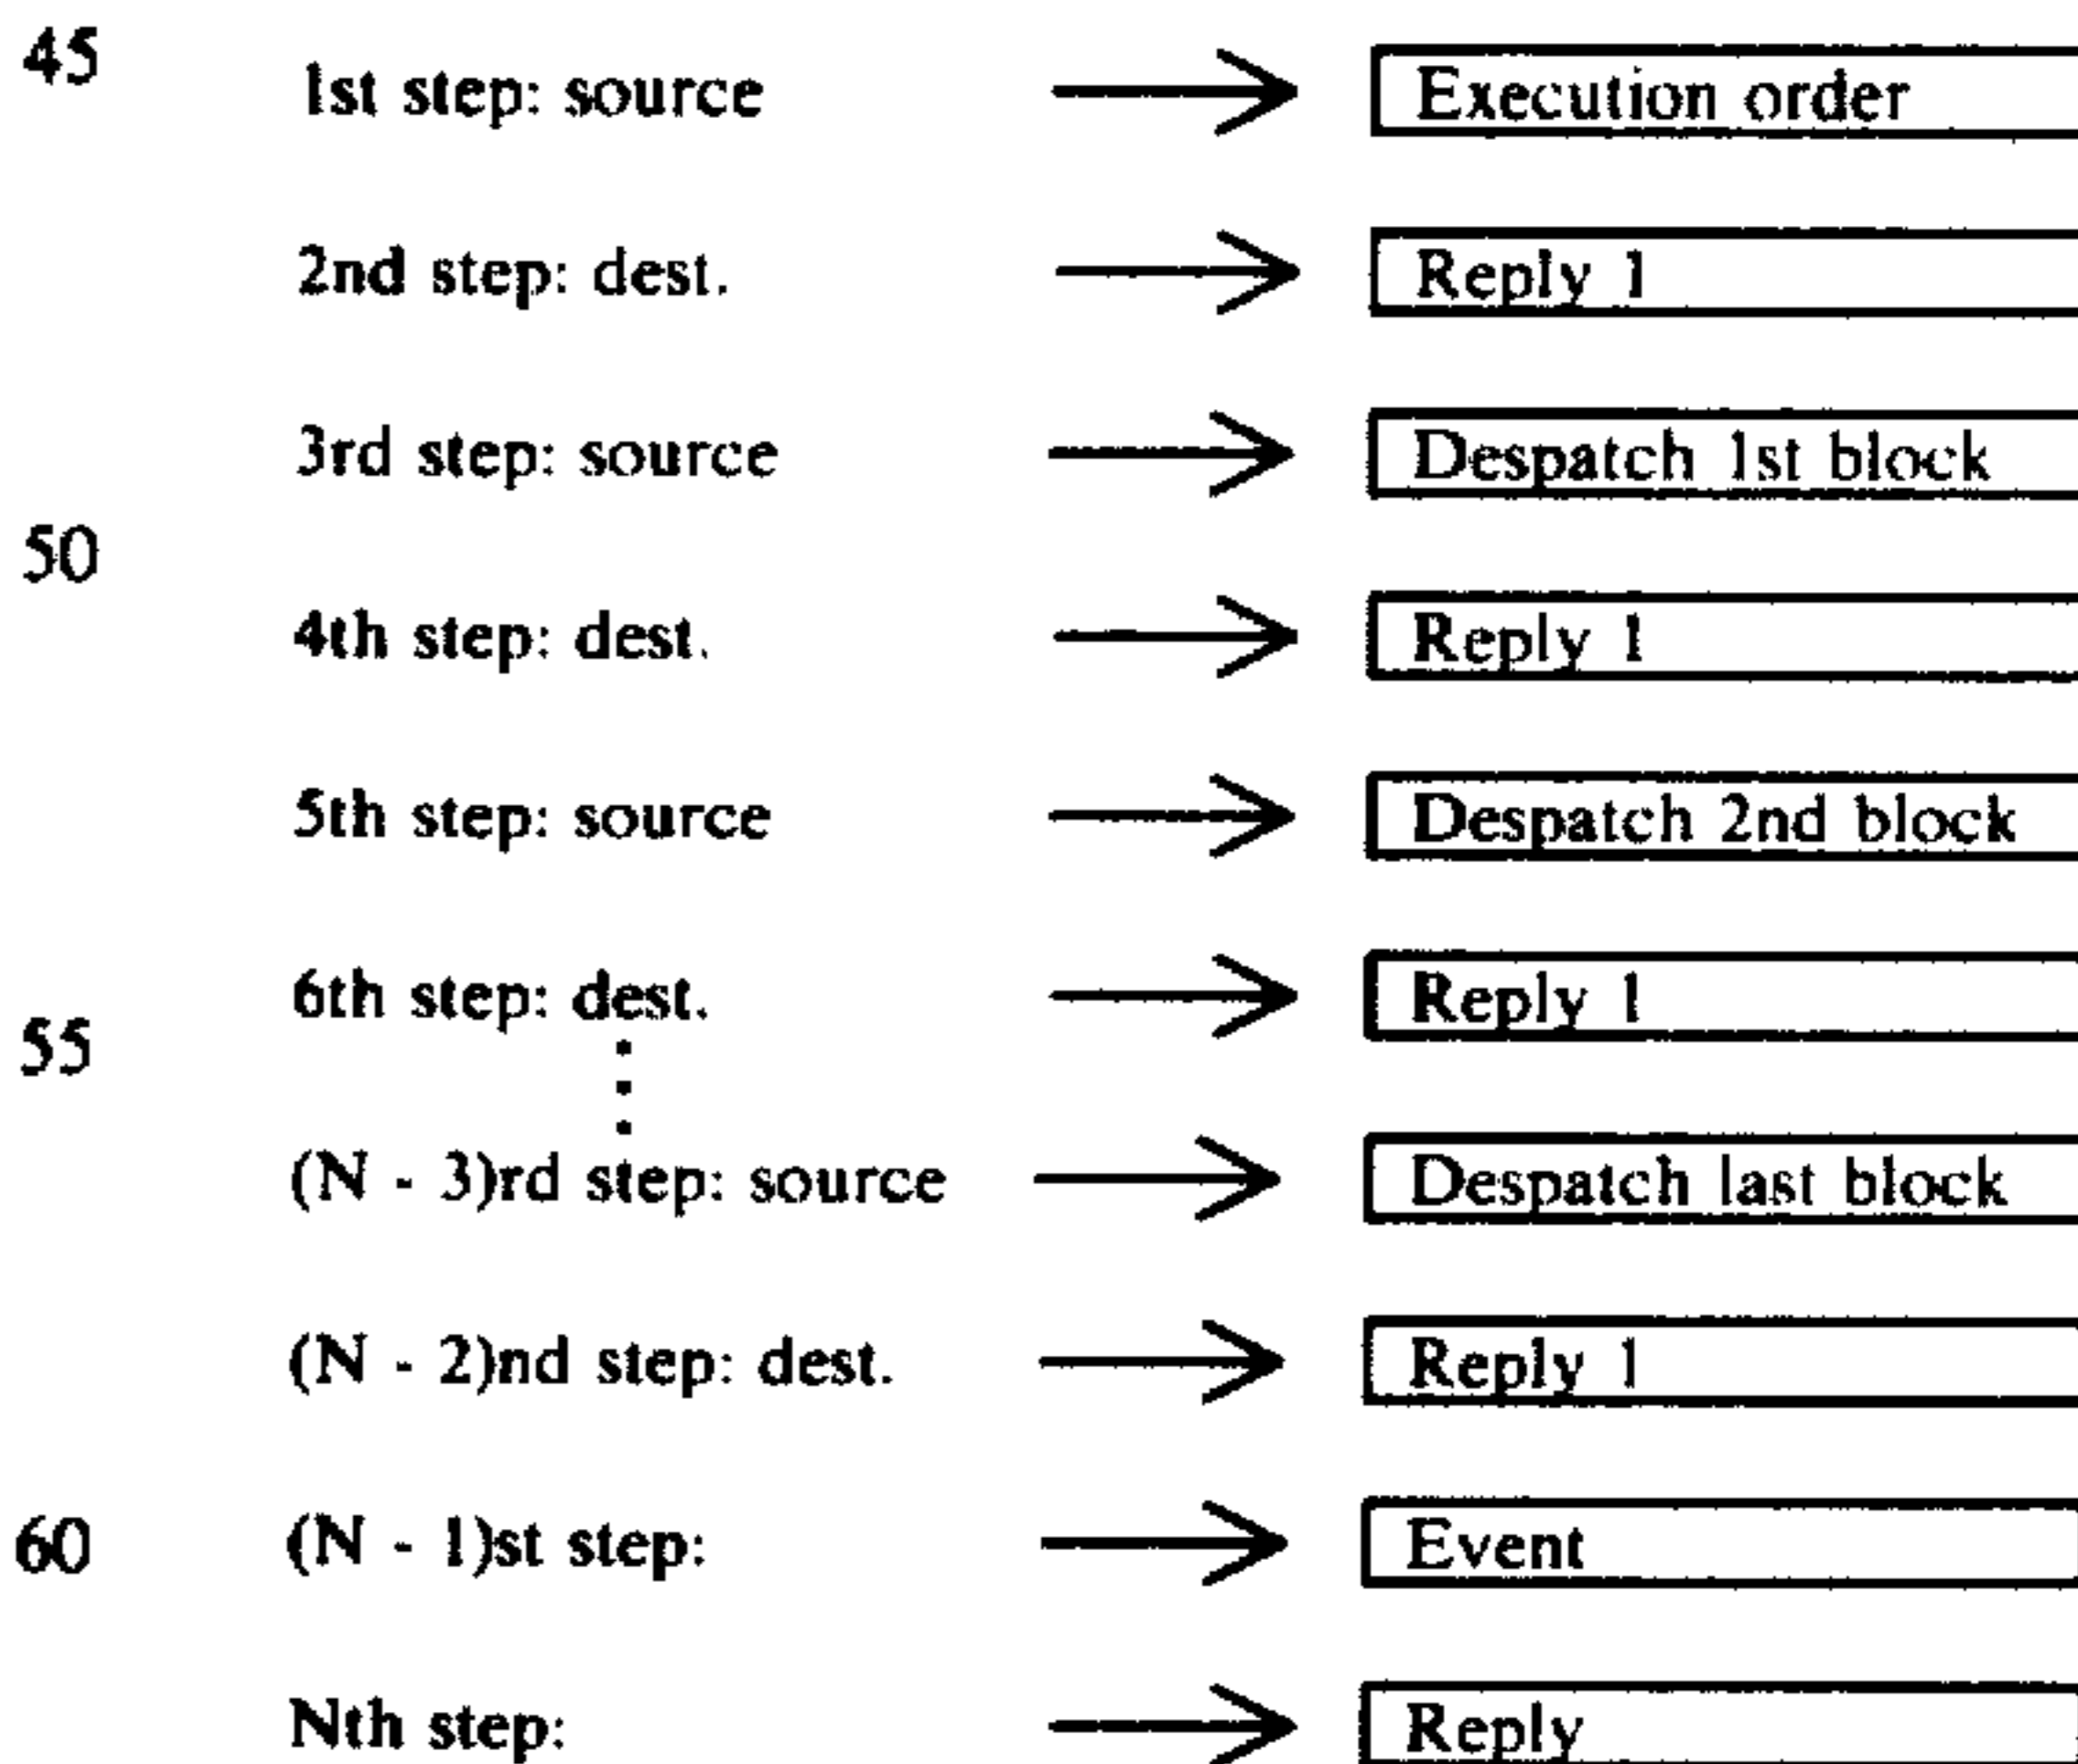 45
1st step: source Execution order
2nd step: dest. Reply 1
3rd step: source Despatch 1st block
50
4th step: dest. Reply 1
5th step: source Despatch 2nd block
6th step: dest. Reply 1
55
(N - 3)rd step: source Despatch last block
(N - 2)nd step: dest. Reply 1
60 (N - 1)st step: Event
Nth step: Reply